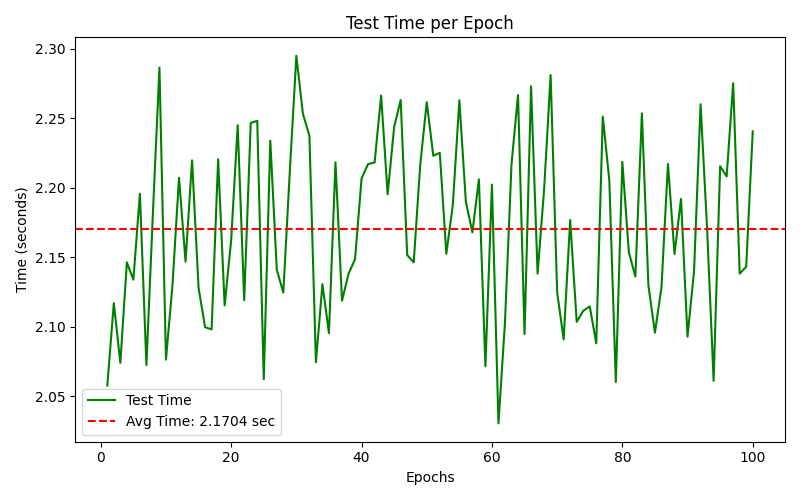 Test Time per Epoch
Time (seconds)
2.30
2.25
2.20
2.15
2.10
2.05
Test Time
Avg Time: 2.1704 sec
0
20
40
60
80
100
Epochs